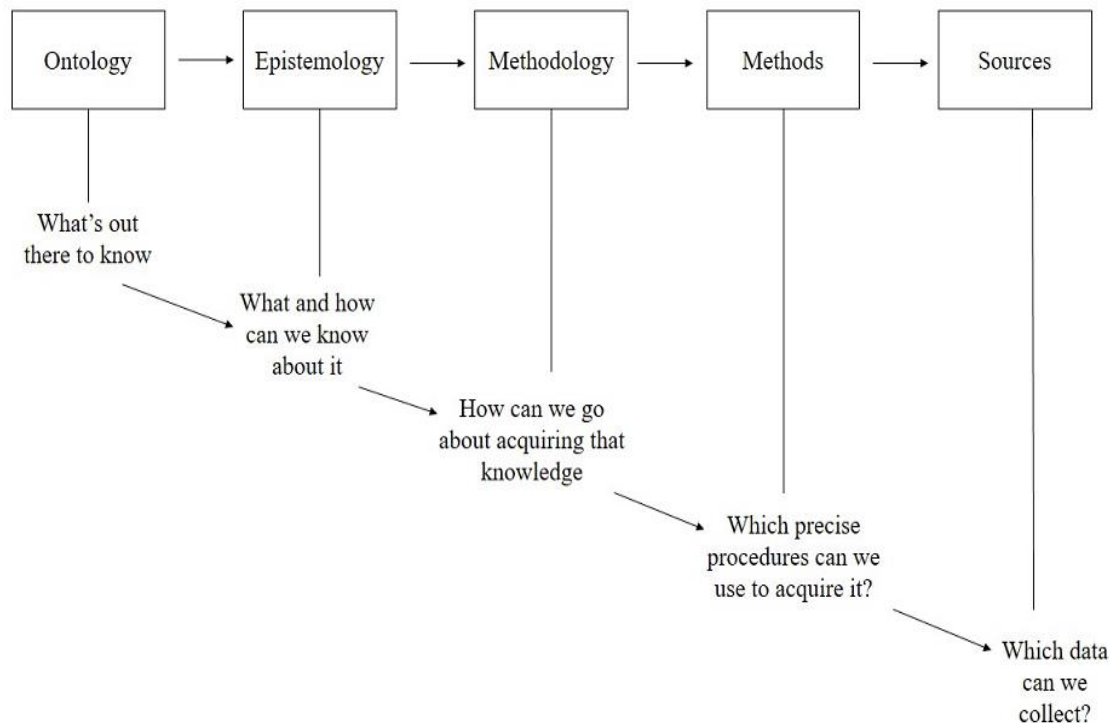 Ontology
Epistemology
Methodology
Methods
Sources
What’s out
there to know
What and how
can we know
about it
How can we go
about acquiring that
knowledge
Which precise
procedures can we
use to acquire it?
Which data
can we
collect?